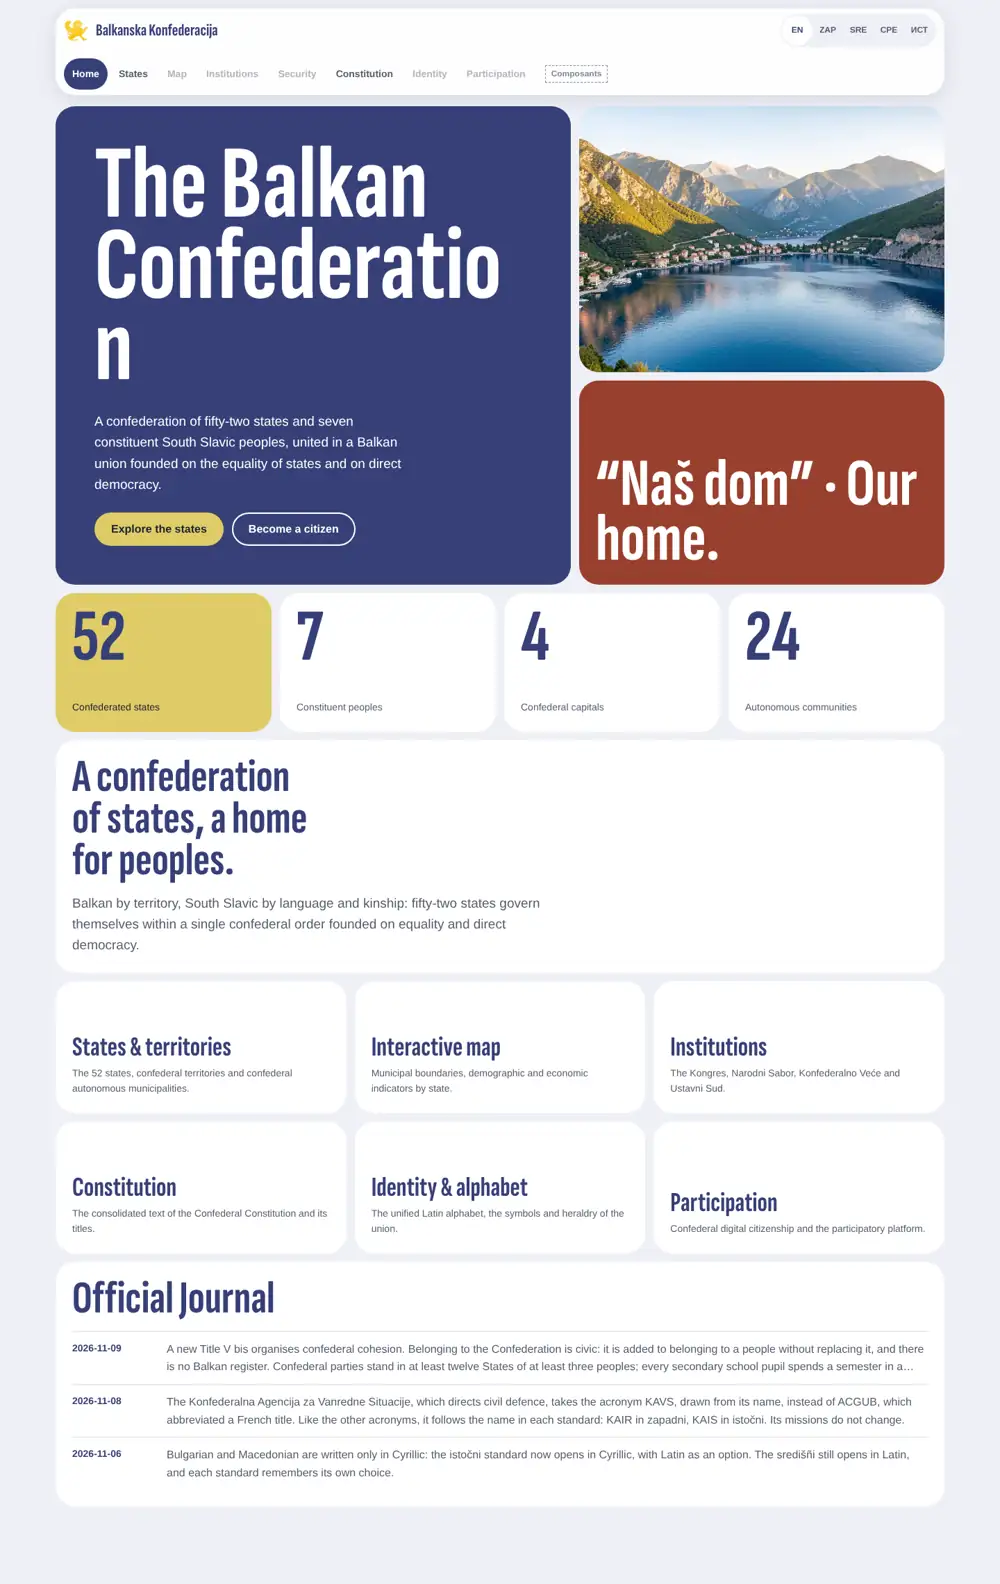 Balkanska Konfederacija
EN ZAP SRE СРЕ ИСТ
Home States Map Institutions Security Constitution Identity Participation Composants
The Balkan
Confederatio
n
A confederation of fifty-two states and seven
constituent South Slavic peoples, united in a Balkan
union founded on the equality of states and on direct
democracy.
Explore the states Become a citizen
“Naš dom” · Our
home.
52
Confederated states
7
Constituent peoples
4
Confederal capitals
24
Autonomous communities
A confederation
of states, a home
for peoples.
Balkan by territory, South Slavic by language and kinship: fifty-two states govern
themselves within a single confederal order founded on equality and direct
democracy.
States & territories
The 52 states, confederal territories and confederal
autonomous municipalities.
Interactive map
Municipal boundaries, demographic and economic
indicators by state.
Institutions
The Kongres, Narodni Sabor, Konfederalno Veće and
Ustavni Sud.
Constitution
The consolidated text of the Confederal Constitution and its
titles.
Identity & alphabet
The unified Latin alphabet, the symbols and heraldry of the
union.
Participation
Confederal digital citizenship and the participatory platform.
Official Journal
2026-11-09
A new Title V bis organises confederal cohesion. Belonging to the Confederation is civic: it is added to belonging to a people without replacing it, and there
is no Balkan register. Confederal parties stand in at least twelve States of at least three peoples; every secondary school pupil spends a semester in a…
2026-11-08
The Konfederalna Agencija za Vanredne Situacije, which directs civil defence, takes the acronym KAVS, drawn from its name, instead of ACGUB, which
abbreviated a French title. Like the other acronyms, it follows the name in each standard: KAIR in zapadni, KAIS in istočni. Its missions do not change.
2026-11-06
Bulgarian and Macedonian are written only in Cyrillic: the istočni standard now opens in Cyrillic, with Latin as an option. The središńi still opens in Latin,
and each standard remembers its own choice.